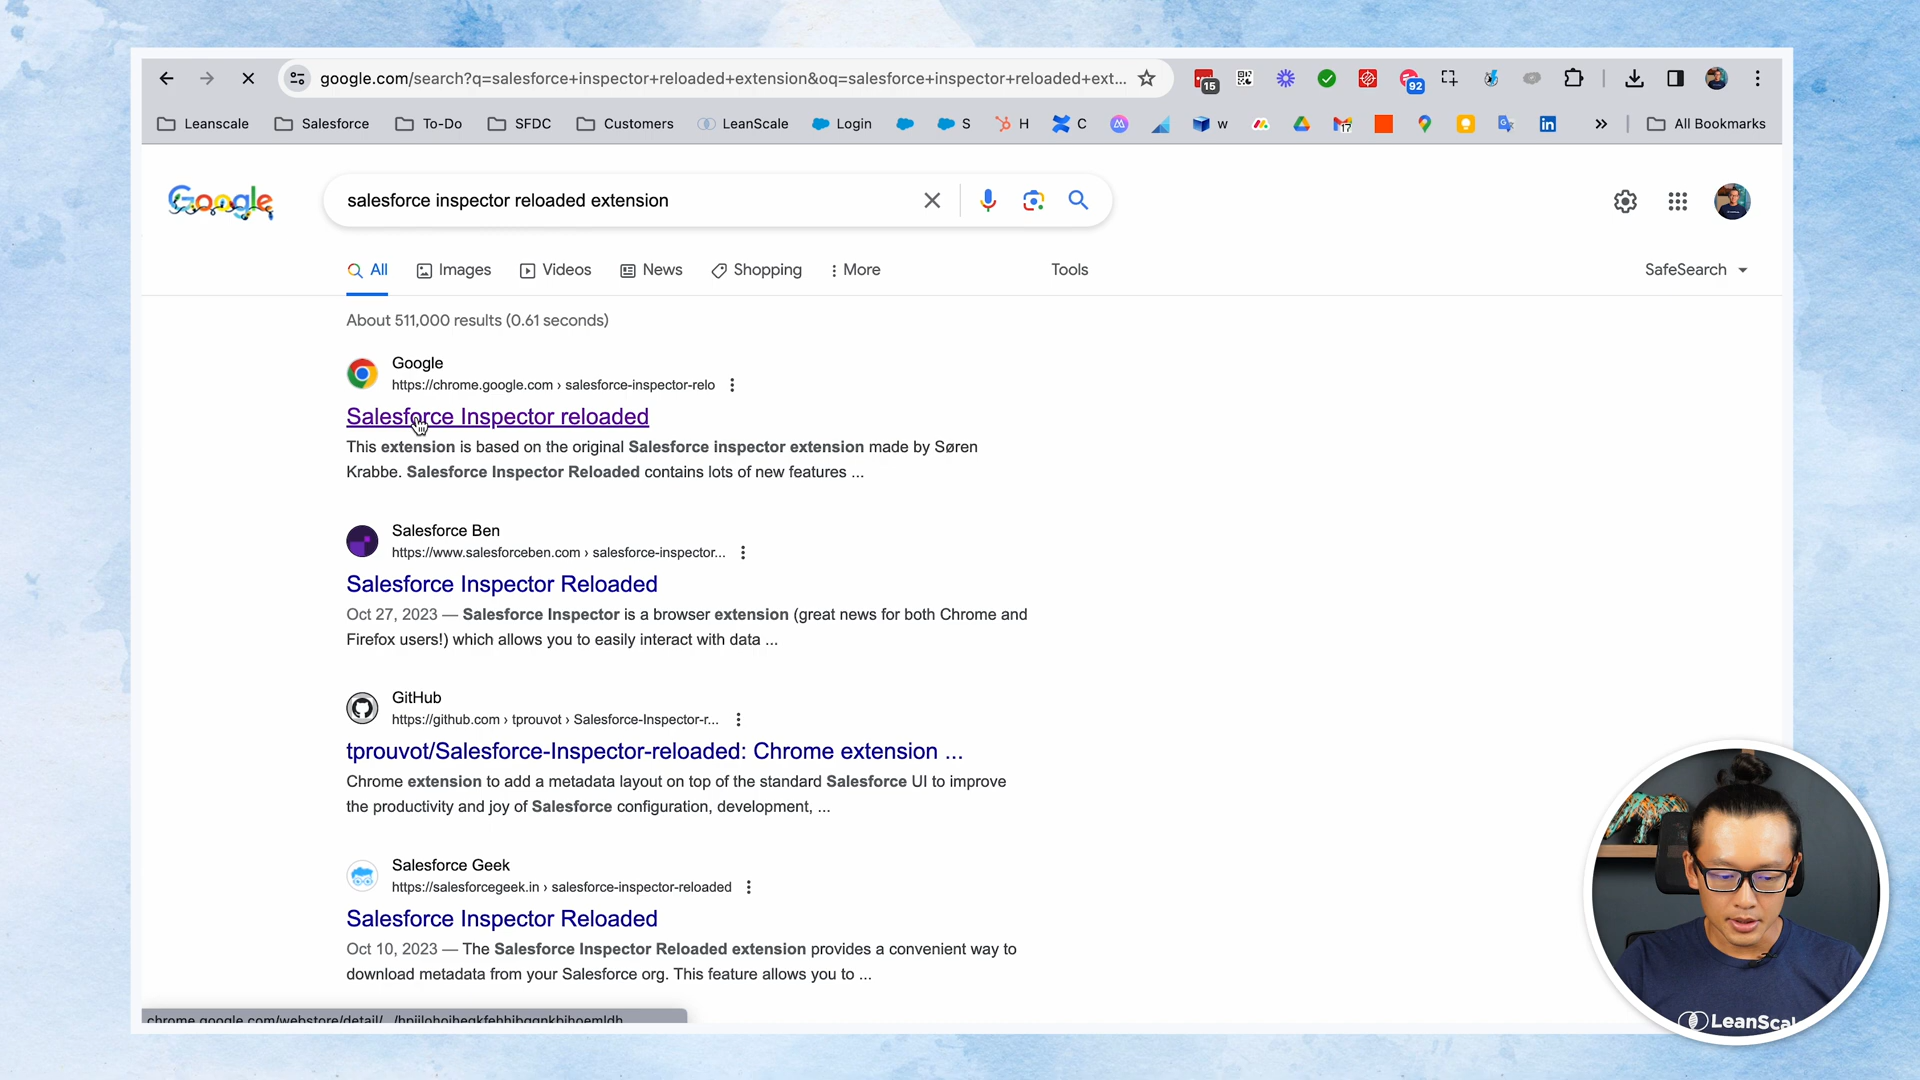 google.com/search?q=salesforce+inspector+reloaded+extension&oq=salesforce+inspector+reloaded+ext...
15
92
Leanscale
Salesforce
To-Do
SFDC
Customers
LeanScale
Login
S
H
C
w
17
All Bookmarks
Google
salesforce inspector reloaded extension
All
Images
Videos
News
Shopping
More
Tools
SafeSearch
About 511,000 results (0.61 seconds)
Google
https://chrome.google.com › salesforce-inspector-relo
Salesforce Inspector reloaded
This extension is based on the original Salesforce inspector extension made by Søren
Krabbe. Salesforce Inspector Reloaded contains lots of new features ...
Salesforce Ben
https://www.salesforceben.com › salesforce-inspector...
Salesforce Inspector Reloaded
Oct 27, 2023 — Salesforce Inspector is a browser extension (great news for both Chrome and
Firefox users!) which allows you to easily interact with data ...
GitHub
https://github.com › tprouvot › Salesforce-Inspector-r...
tprouvot/Salesforce-Inspector-reloaded: Chrome extension ...
Chrome extension to add a metadata layout on top of the standard Salesforce UI to improve
the productivity and joy of Salesforce configuration, development, ...
Salesforce Geek
https://salesforcegeek.in › salesforce-inspector-reloaded
Salesforce Inspector Reloaded
Oct 10, 2023 — The Salesforce Inspector Reloaded extension provides a convenient way to
download metadata from your Salesforce org. This feature allows you to ...
LeanScal